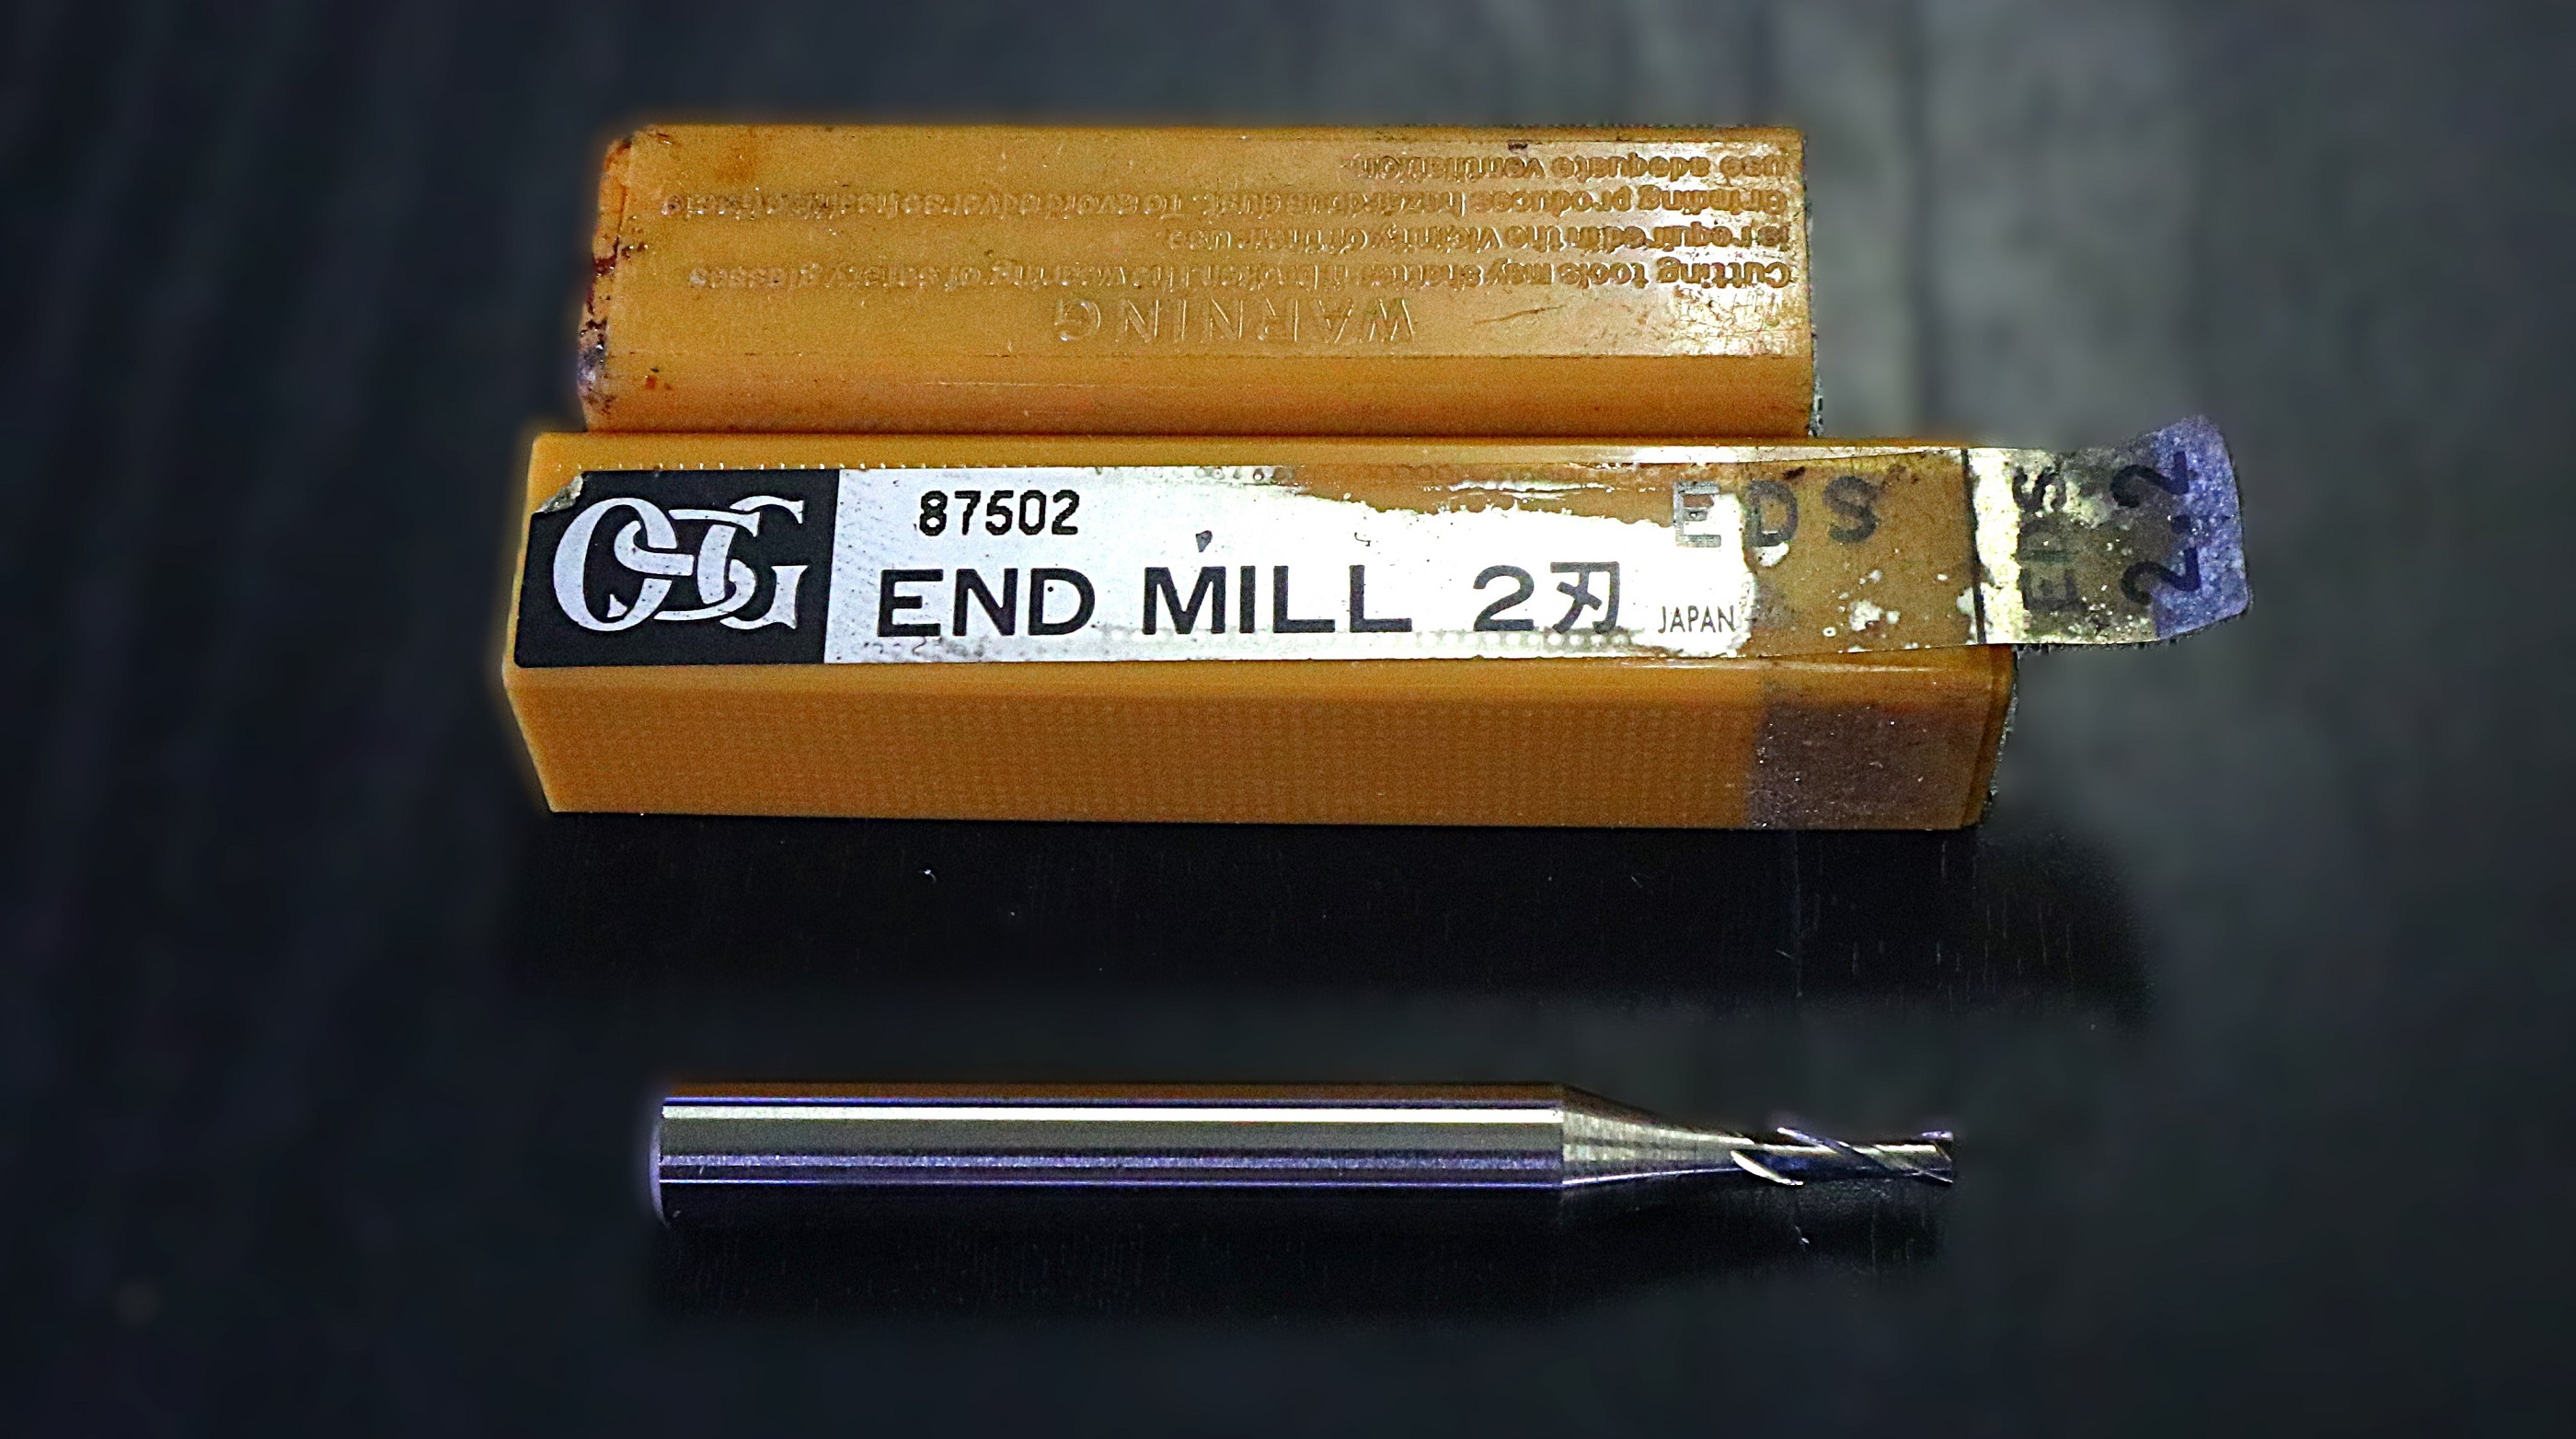 use adequate ventilation.
Grinding produces hazardous dust. To avoid adverse health effects
is required in the vicinity of their use.
Cutting tools may shatter if broken. The wearing of safety glasses
WARNING
OSG
87502
EDS
END MILL 2刃
JAPAN
EDS
2.2